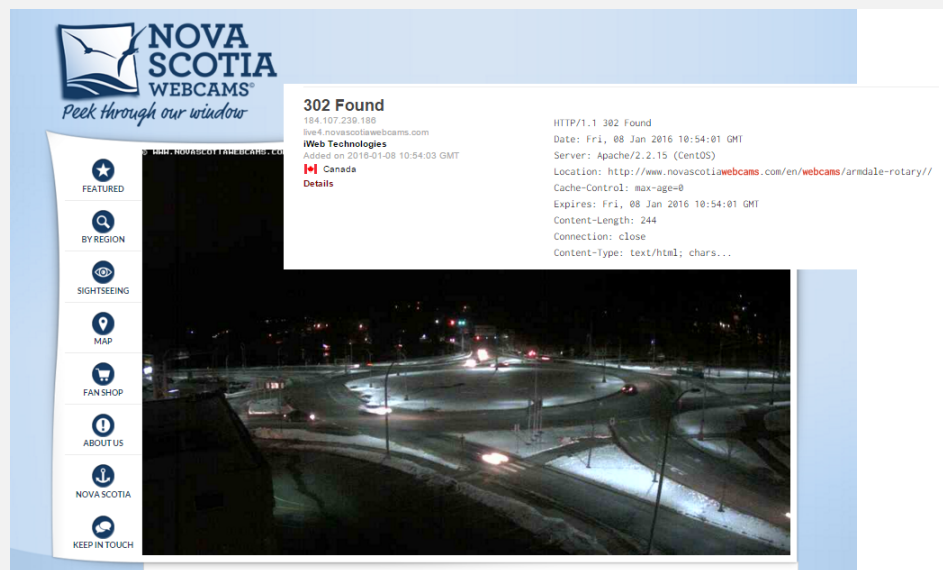 NOVA
SCOTIA
WEBCAMS®
Peek through our window
302 Found
184.107.239.186
live4.novascotiawebcams.com
iWeb Technologies
Added on 2016-01-08 10:54:03 GMT
Canada
Details
HTTP/1.1 302 Found
Date: Fri, 08 Jan 2016 10:54:01 GMT
Server: Apache/2.2.15 (CentOS)
Location: http://www.novascotiawebcams.com/en/webcams/armdale-rotary//
Cache-Control: max-age=0
Expires: Fri, 08 Jan 2016 10:54:01 GMT
Content-Length: 244
Connection: close
Content-Type: text/html; chars...
© WWW.NOVASCOTIAWEBCAMS.CO
FEATURED
BY REGION
SIGHTSEEING
MAP
FAN SHOP
ABOUT US
NOVA SCOTIA
KEEP IN TOUCH